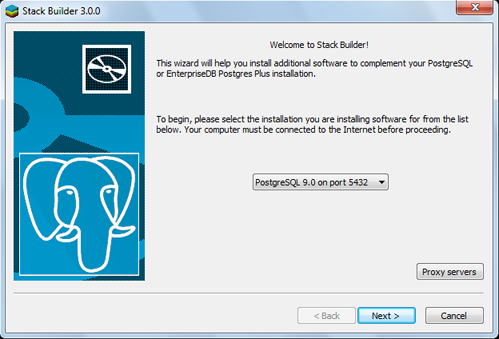 Stack Builder 3.0.0
Welcome to Stack Builder!
This wizard will help you install additional software to complement your PostgreSQL
or EnterpriseDB Postgres Plus installation.
To begin, please select the installation you are installing software for from the list
below. Your computer must be connected to the Internet before proceeding.
PostgreSQL 9.0 on port 5432
Proxy servers
< Back
Next >
Cancel